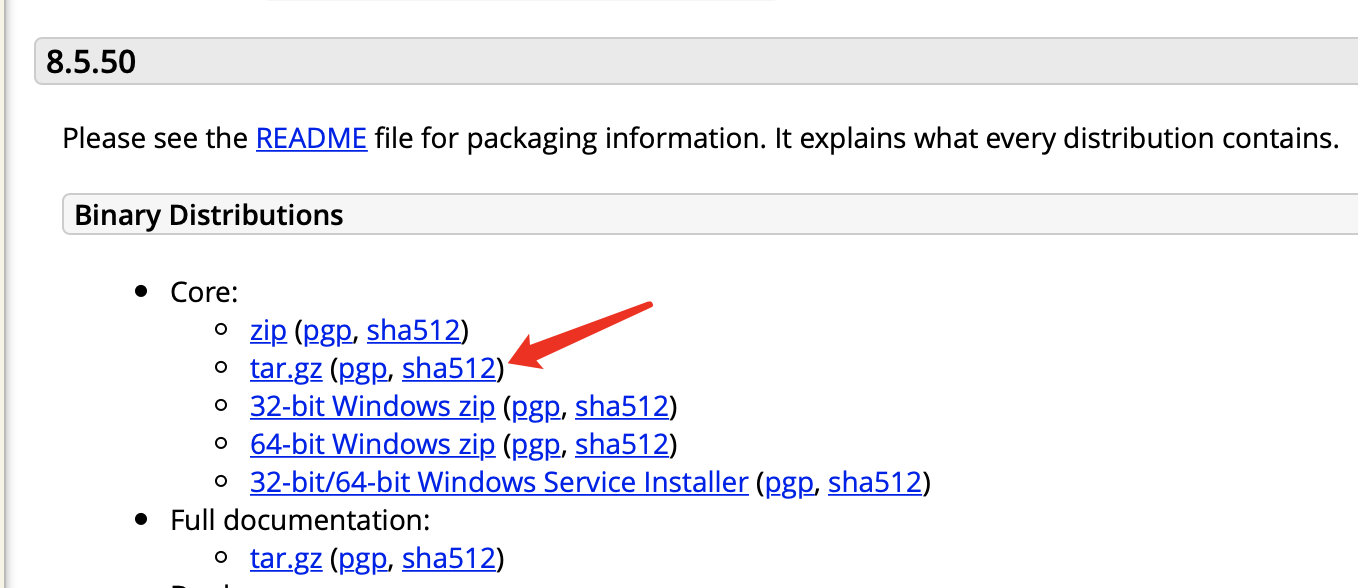 8.5.50
Please see the README file for packaging information. It explains what every distribution contains.
Binary Distributions
Core:
zip (pgp, sha512)
tar.gz (pgp, sha512)
32-bit Windows zip (pgp, sha512)
64-bit Windows zip (pgp, sha512)
32-bit/64-bit Windows Service Installer (pgp, sha512)
Full documentation:
tar.gz (pgp, sha512)